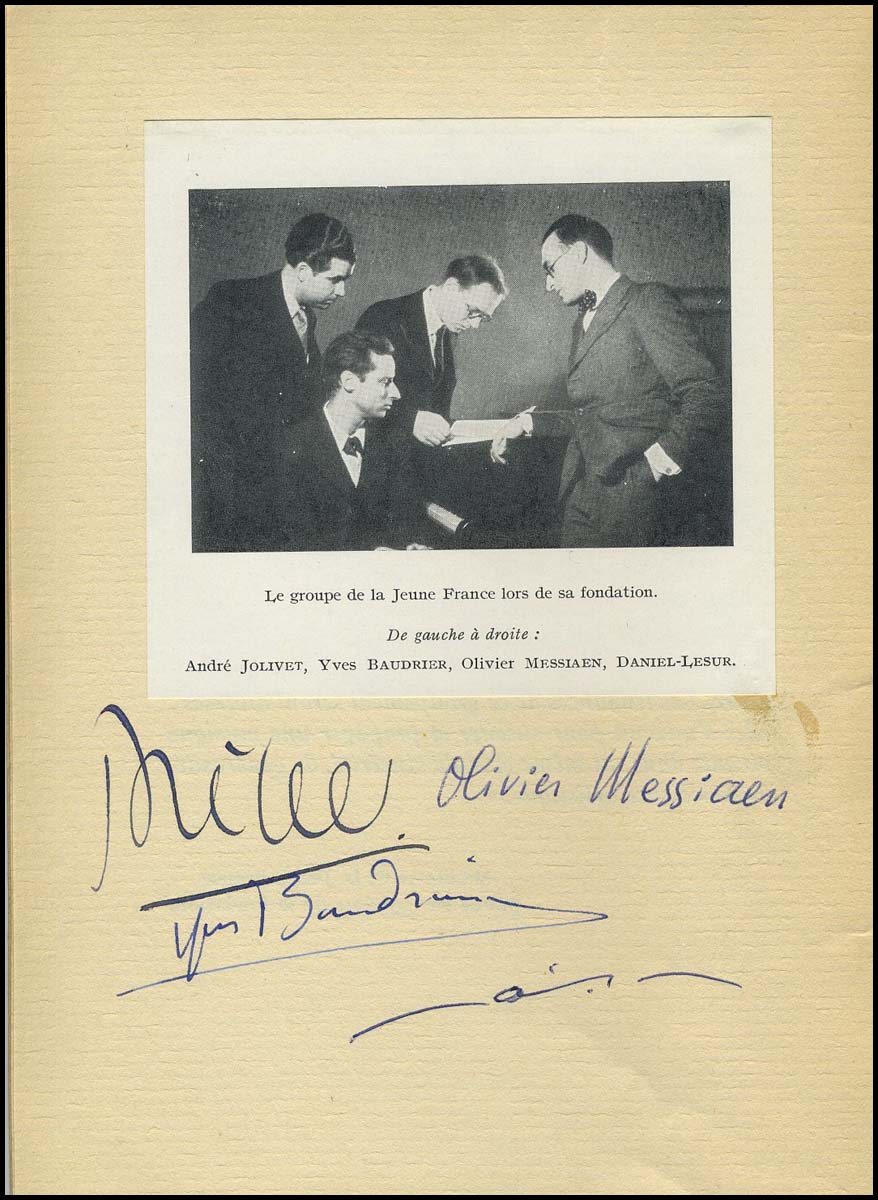 Le groupe de la Jeune France lors de sa fondation.
De gauche à droite :
André JOLIVET, Yves BAUDRIER, Olivier MESSIAEN, DANIEL-LESUR.
Olivier Messiaen
Yves Baudrier